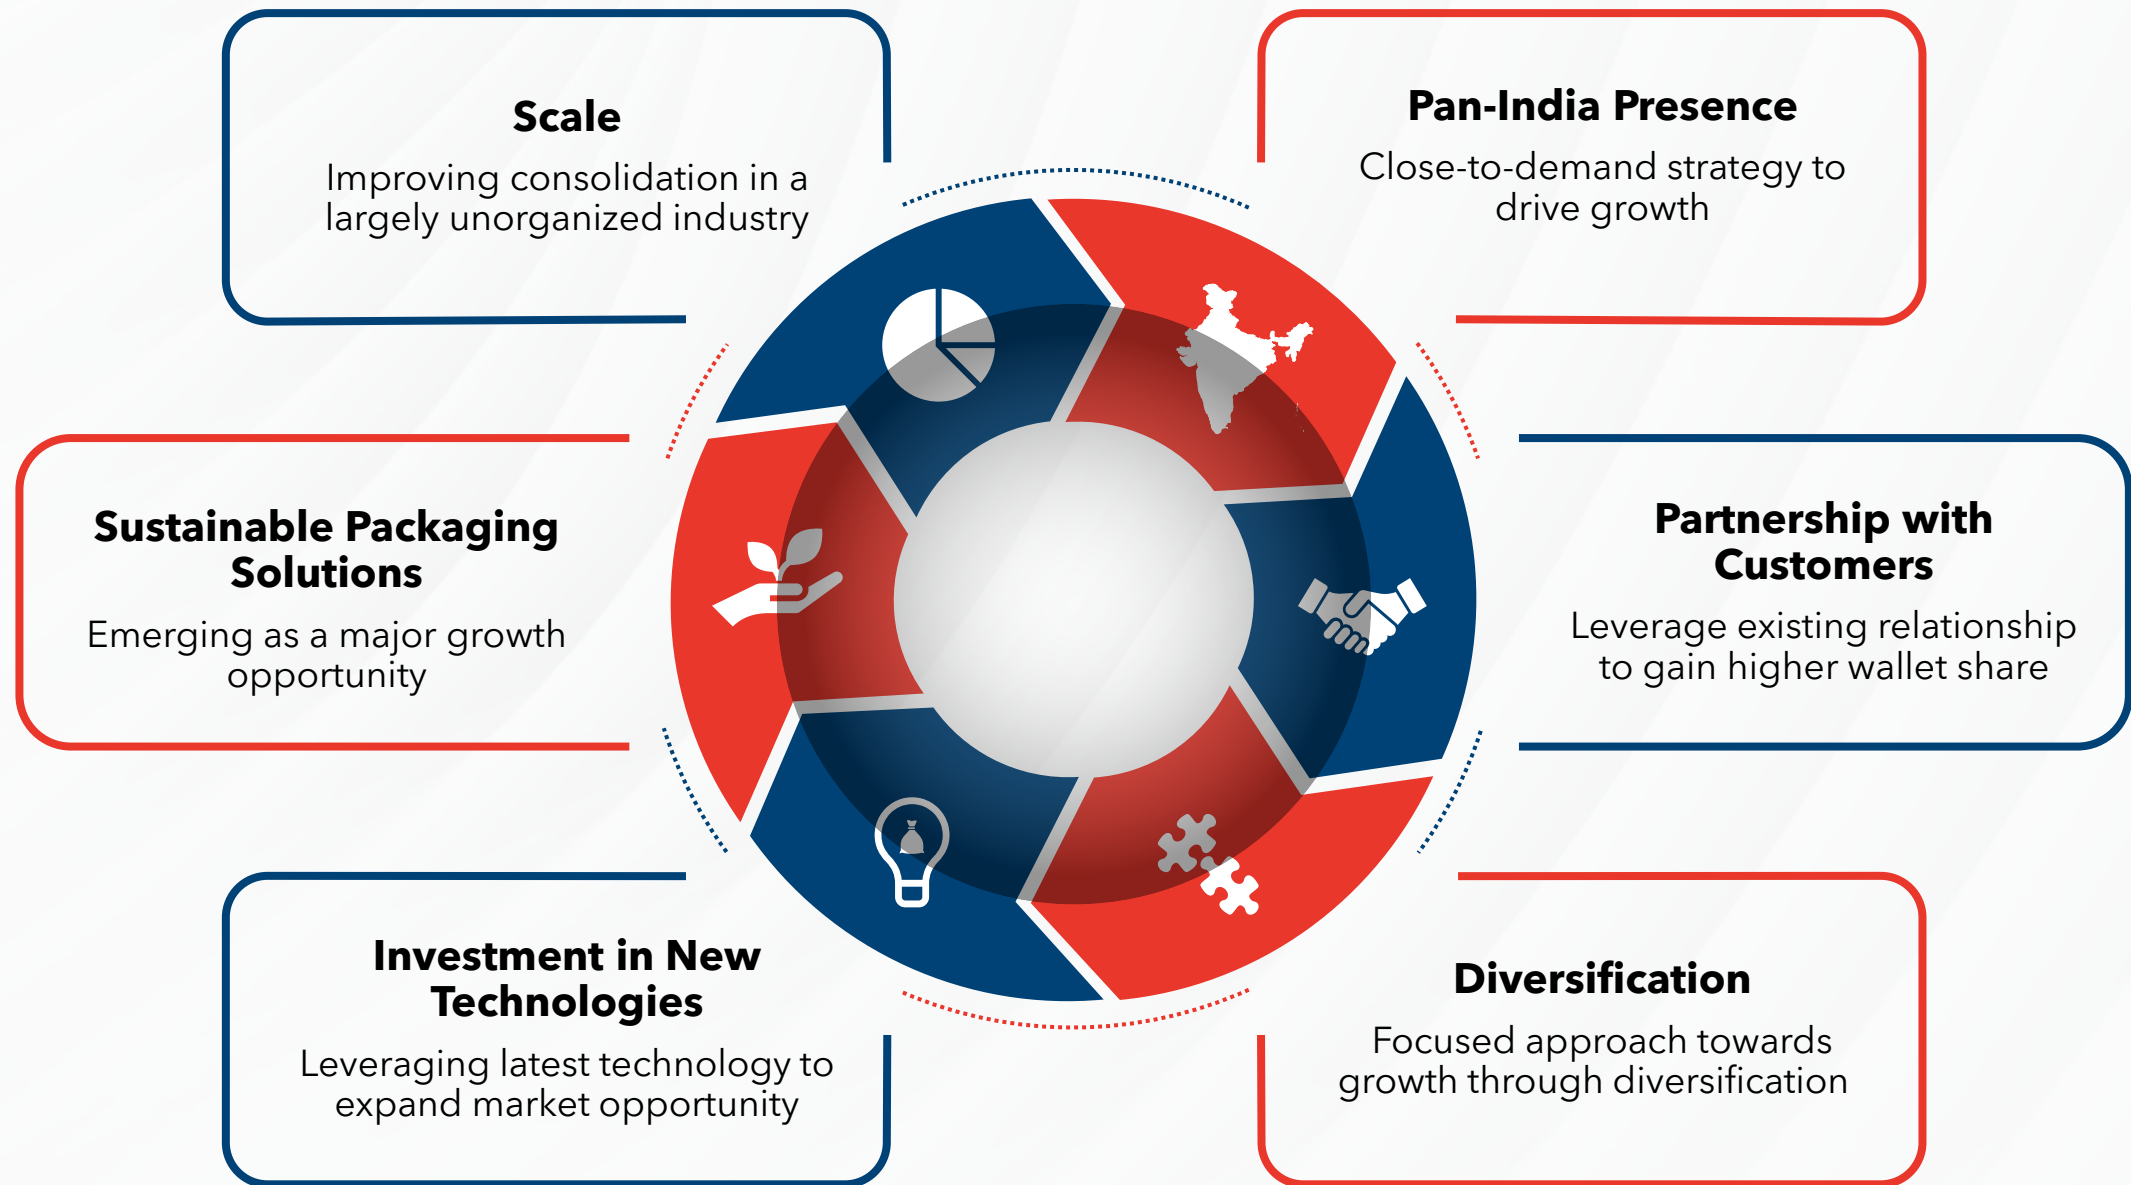 Scale
Improving consolidation in a
largely unorganized industry
Pan-India Presence
Close-to-demand strategy to
drive growth
Sustainable Packaging
Solutions
Emerging as a major growth
opportunity
Partnership with
Customers
Leverage existing relationship
to gain higher wallet share
Investment in New
Technologies
Leveraging latest technology to
expand market opportunity
Diversification
Focused approach towards
growth through diversification